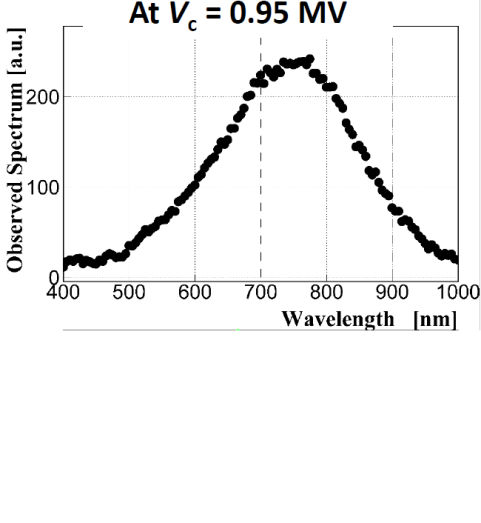 At Vc = 0.95 MV
Observed Spectrum [a.u.]
200
100
0
400 500 600 700 800 900 1000
Wavelength [nm]